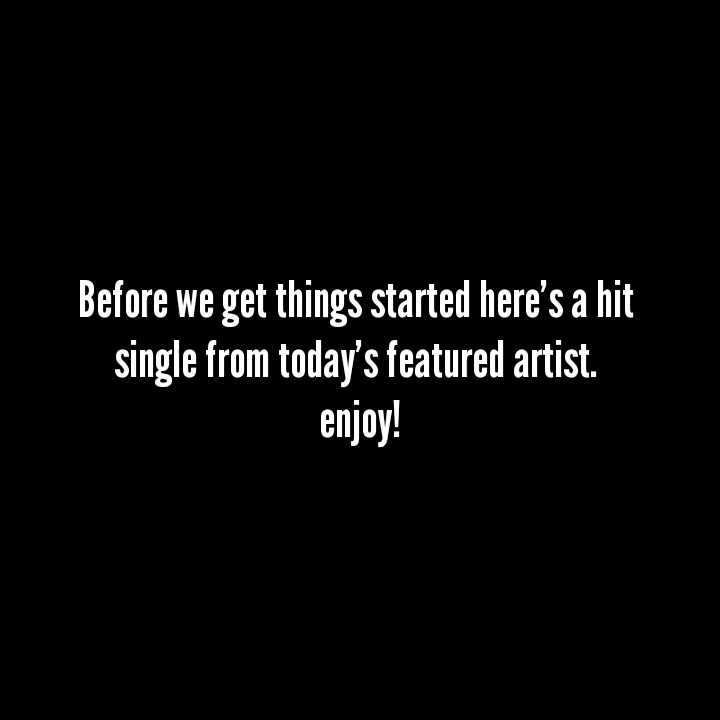 Before we get things started here’s a hit
single from today’s featured artist.
enjoy!